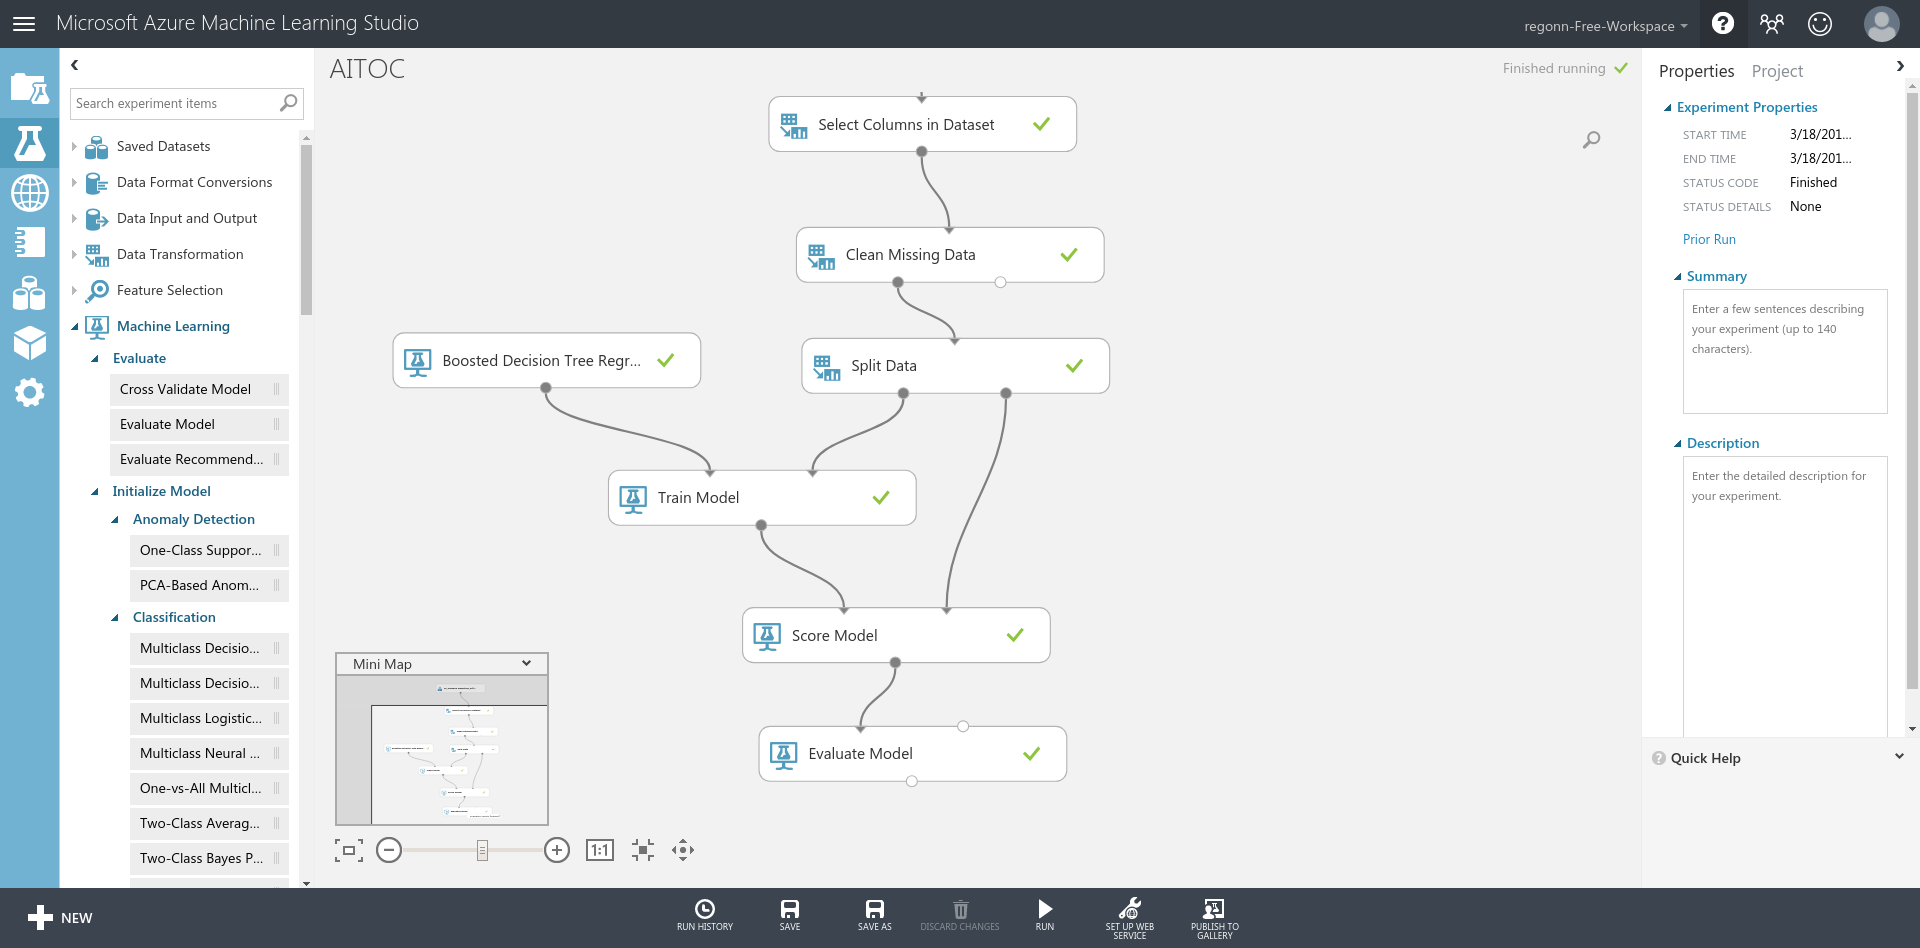 Microsoft Azure Machine Learning Studio
regonn-Free-Workspace
?
AITOC
Finished running
Search experiment items
Saved Datasets
Data Format Conversions
Data Input and Output
Data Transformation
Feature Selection
Machine Learning
Evaluate
Cross Validate Model
Evaluate Model
Evaluate Recommend...
Initialize Model
Anomaly Detection
One-Class Suppor...
PCA-Based Anom...
Classification
Multiclass Decisio...
Multiclass Decisio...
Multiclass Logistic...
Multiclass Neural ...
One-vs-All Multicl...
Two-Class Averag...
Two-Class Bayes P...
Select Columns in Dataset
Clean Missing Data
Boosted Decision Tree Regr...
Split Data
Train Model
Score Model
Evaluate Model
Mini Map
1:1
Properties Project
Experiment Properties
START TIME 3/18/201...
END TIME 3/18/201...
STATUS CODE Finished
STATUS DETAILS None
Prior Run
Summary
Enter a few sentences describing
your experiment (up to 140
characters).
Description
Enter the detailed description for
your experiment.
? Quick Help
NEW
RUN HISTORY
SAVE
SAVE AS
DISCARD CHANGES
RUN
SET UP WEB
SERVICE
PUBLISH TO
GALLERY